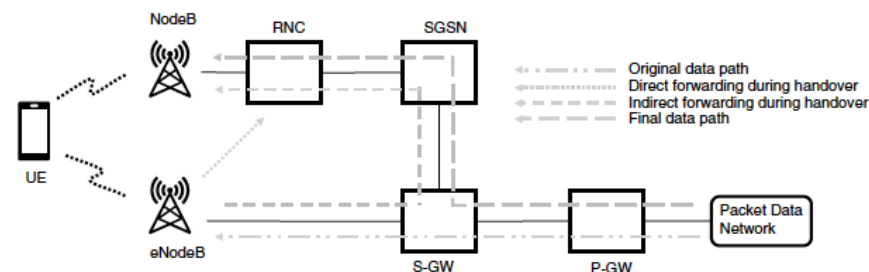 NodeB
RNC
SGSN
Original data path
Direct forwarding during handover
Indirect forwarding during handover
Final data path
UE
eNodeB
S-GW
P-GW
Packet Data
Network